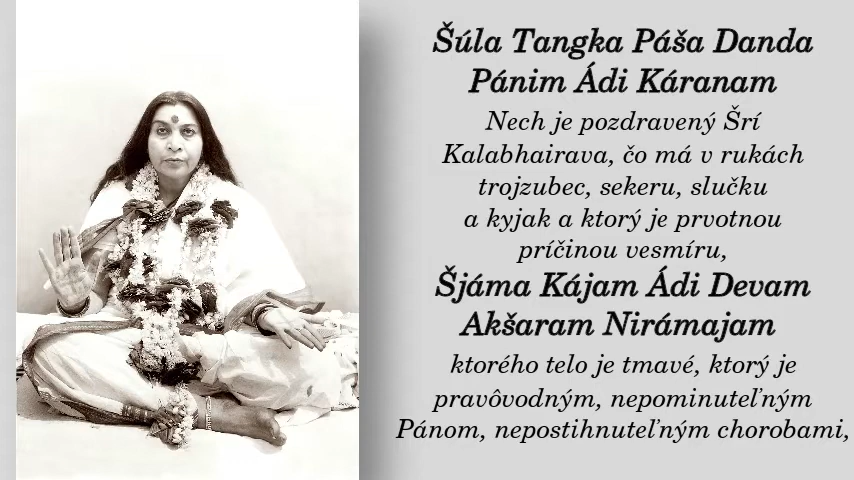 Šúla Tangka Páša Danda
Pánim Ádi Káranam
Nech je pozdravený Šrí
Kalabhairava, čo má v rukách
trojzubec, sekeru, slučku
a kyjak a ktorý je prvotnou
príčinou vesmíru,
Šjáma Kájam Ádi Devam
Akšaram Nirámajam
ktorého telo je tmavé, ktorý je
pravôvodným, nepominuteľným
Pánom, nepostihnuteľným chorobami,